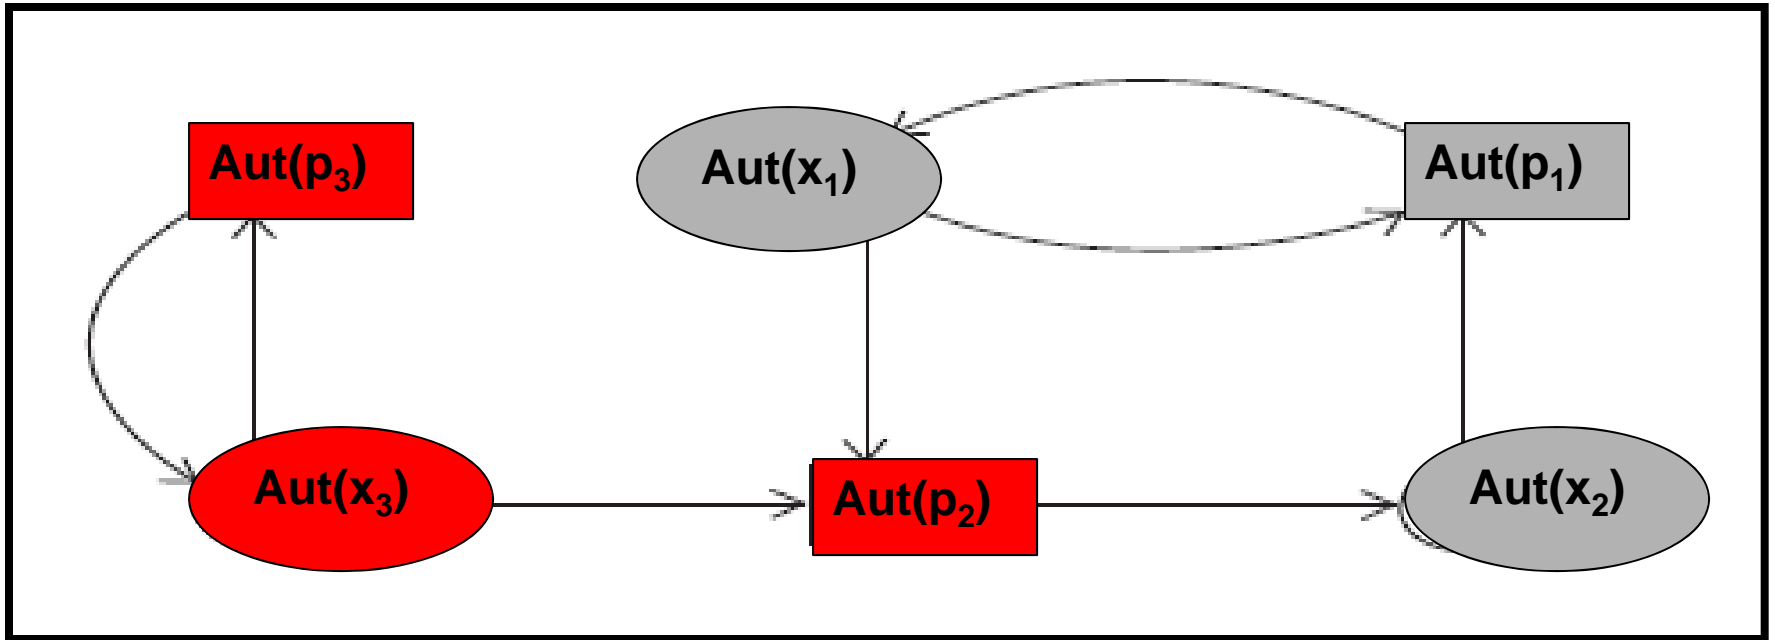 Aut(p₃)
Aut(x₁)
Aut(p₁)
Aut(x₃)
Aut(p₂)
Aut(x₂)